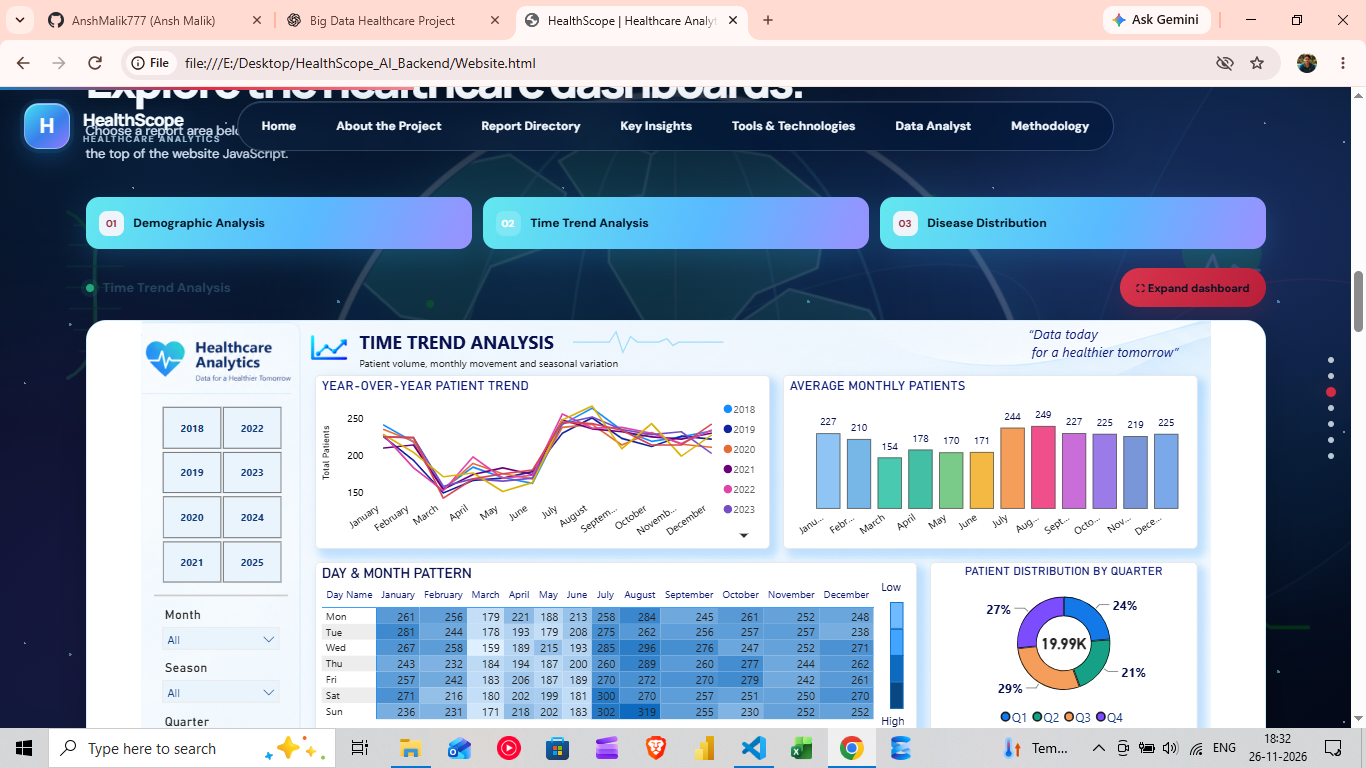 AnshMalik777 (Ansh Malik)
Big Data Healthcare Project
HealthScope | Healthcare Analyt
Ask Gemini
File
file:///E:/Desktop/HealthScope_AI_Backend/Website.html
Explore the healthcare dashboards.
H
HealthScope
HEALTHCARE ANALYTICS
Choose a report area belo
the top of the website JavaScript.
Home
About the Project
Report Directory
Key Insights
Tools & Technologies
Data Analyst
Methodology
01 Demographic Analysis
02 Time Trend Analysis
03 Disease Distribution
Time Trend Analysis
Expand dashboard
Healthcare
Analytics
Data for a Healthier Tomorrow
TIME TREND ANALYSIS
Patient volume, monthly movement and seasonal variation
“Data today
for a healthier tomorrow”
2018 2022
2019 2023
2020 2024
2021 2025
Month
All
Season
All
Quarter
YEAR-OVER-YEAR PATIENT TREND
Total Patients
250
200
150
January February March April May June July August Septem... October Novemb... December
2018
2019
2020
2021
2022
2023
AVERAGE MONTHLY PATIENTS
227 210 154 178 170 171 244 249 227 225 219 225
Janu... Febr... March April May June July Aug... Sept... Octo... Nov... Dece...
DAY & MONTH PATTERN
Day Name January February March April May June July August September October November December
Mon 261 256 179 221 188 213 258 284 245 261 252 248
Tue 281 244 178 193 179 208 275 262 256 257 257 238
Wed 267 258 159 189 215 193 285 296 276 247 252 271
Thu 243 232 184 194 187 200 260 289 260 277 244 262
Fri 257 242 183 206 187 189 270 272 270 279 242 261
Sat 271 216 180 202 199 181 300 270 257 251 250 270
Sun 236 231 171 218 202 183 302 319 255 230 252 252
Low
High
PATIENT DISTRIBUTION BY QUARTER
27%
24%
19.99K
21%
29%
Q1 Q2 Q3 Q4
Type here to search
Tem...
ENG
18:32
26-11-2026